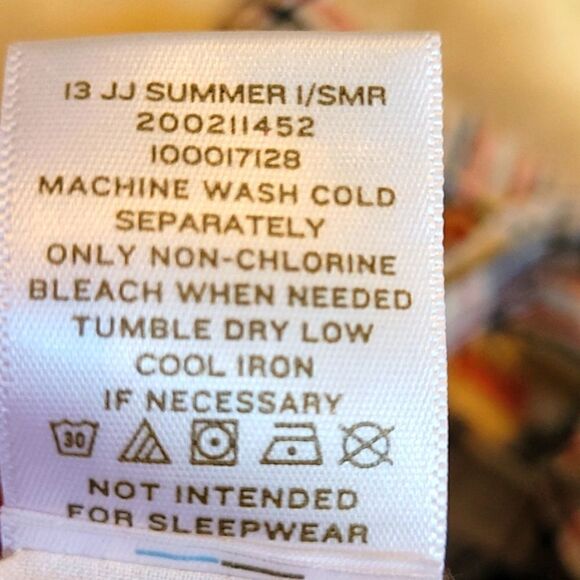 13 JJ SUMMER 1/SMR
200211452
100017128
MACHINE WASH COLD
SEPARATELY
ONLY NON-CHLORINE
BLEACH WHEN NEEDED
TUMBLE DRY LOW
COOL IRON
IF NECESSARY
30
NOT INTENDED
FOR SLEEPWEAR